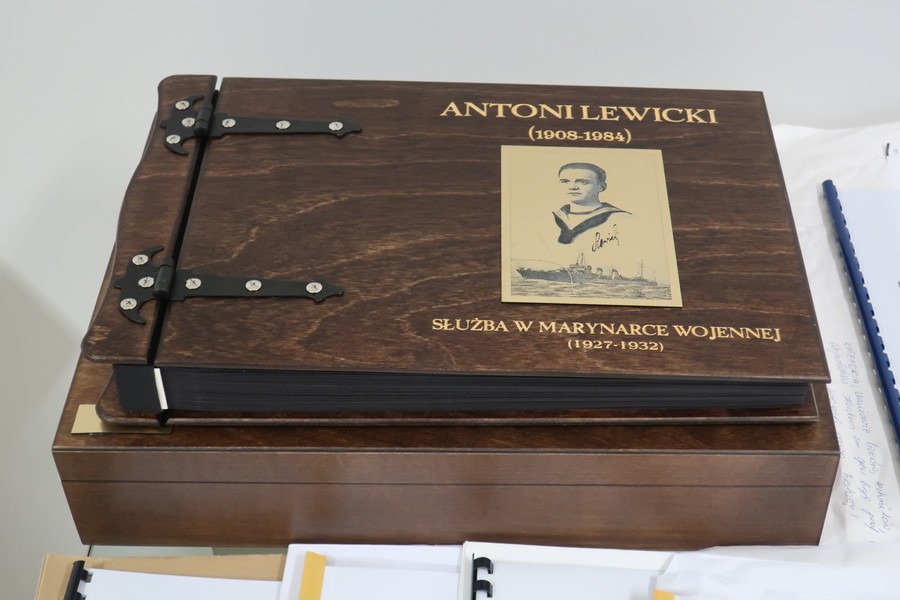 ANTONI LEWICKI
(1908-1984)
SŁUŻBA W MARYNARCE WOJENNEJ
(1927-1932)